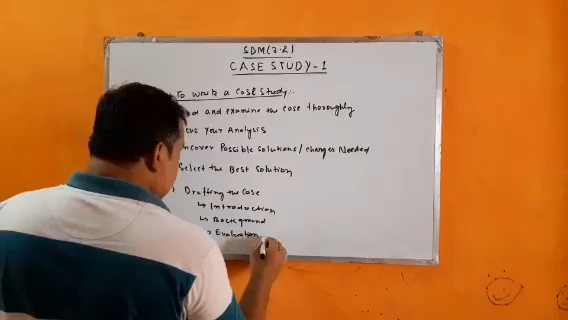 SDM(7.2)
CASE STUDY-1
To write a case study:-
and examine the case thoroughly
Your Analysis
Possible solutions/changes Needed
Select the Best Solution
Drafting the case
↳ Introduction
↳ Background
Evaluation